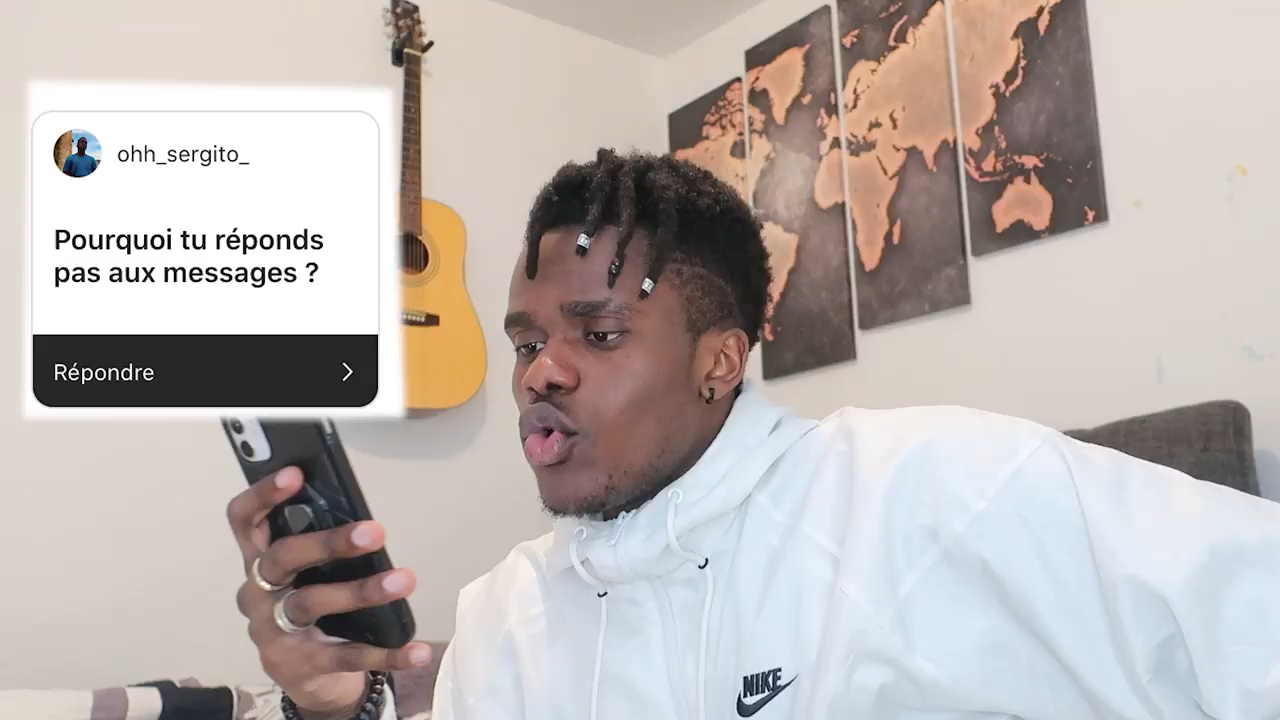 ohh_sergito_
Pourquoi tu réponds
pas aux messages ?
Répondre
NIKE